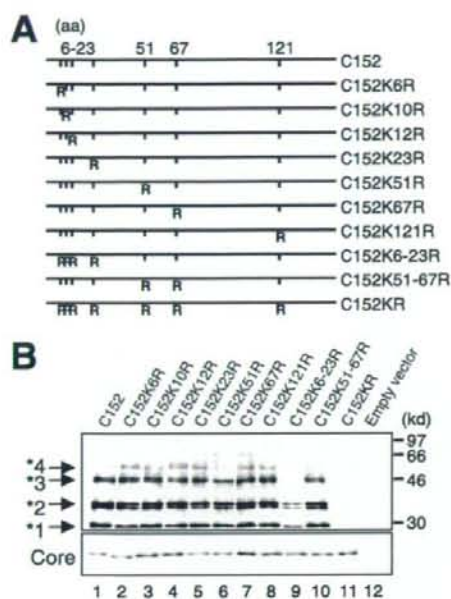 A
(aa)
6-23 51 67 121
C152
R C152K6R
R C152K10R
R C152K12R
R C152K23R
R C152K51R
R C152K67R
R C152K121R
RRR R C152K6-23R
R R C152K51-67R
RRR R R R R C152KR
B
C152
C152K6R
C152K10R
C152K12R
C152K23R
C152K51R
C152K67R
C152K121R
C152K6-23R
C152K51-67R
C152KR
Empty vector
(kd)
97
66
*4
*3 46
*2
*1 30
Core
1 2 3 4 5 6 7 8 9 10 11 12